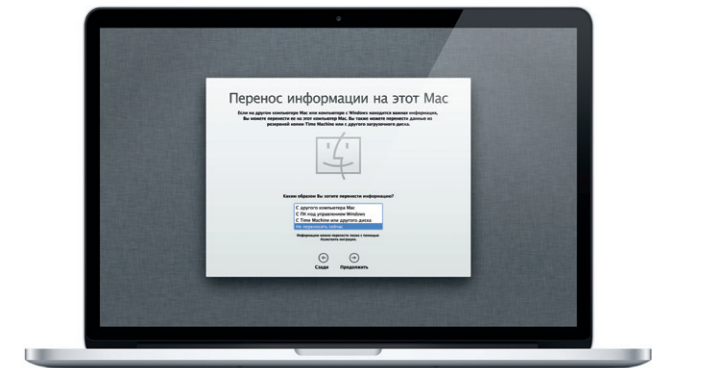 Перенос информации на этот Mac
Если на другом компьютере Mac или компьютере с Windows находится важная информация,
Вы можете перенести ее на этот компьютер Mac. Вы также можете перенести данные из
резервной копии Time Machine или с другого загрузочного диска.
Каким образом Вы хотите перенести информацию?
С другого компьютера Mac
С ПК под управлением Windows
С Time Machine или другого диска
Не переносить сейчас
Информацию можно перенести позже с помощью
Ассистента миграции.
Сзади Продолжить